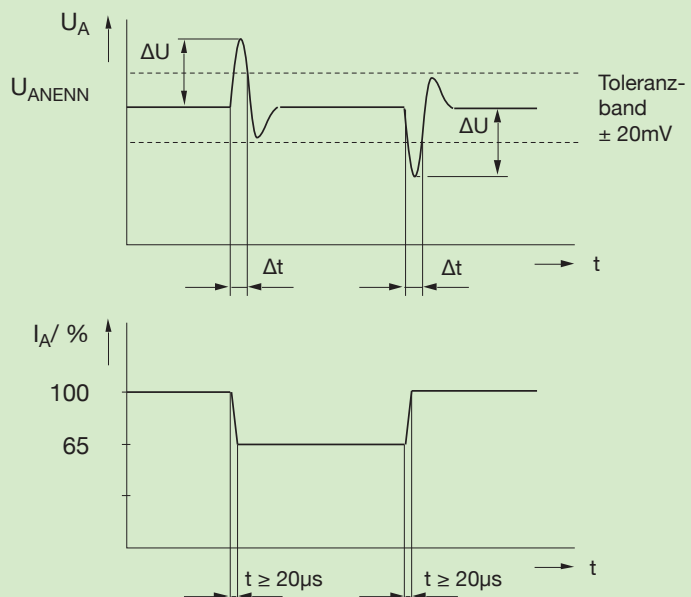 U_A
ΔU
U_ANENN
ΔU
Toleranz-
band
± 20mV
Δt
Δt
t
I_A/ %
100
65
t
t ≥ 20µs
t ≥ 20µs